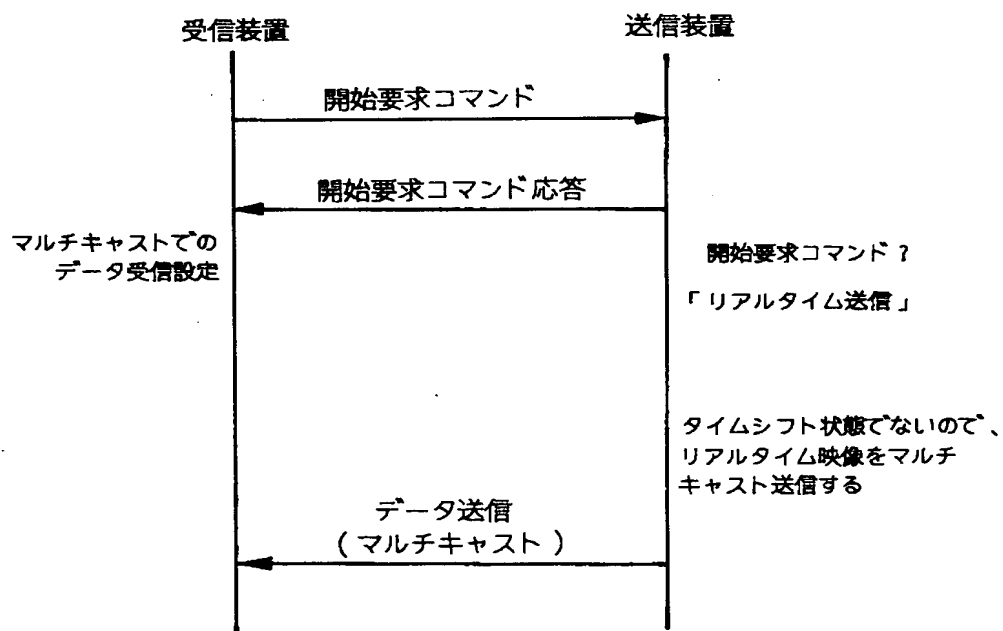 受信装置
送信装置
開始要求コマンド
開始要求コマンド応答
マルチキャストでの
データ受信設定
開始要求コマンド?
「リアルタイム送信」
タイムシフト状態でないので、
リアルタイム映像をマルチ
キャスト送信する
データ送信
(マルチキャスト)